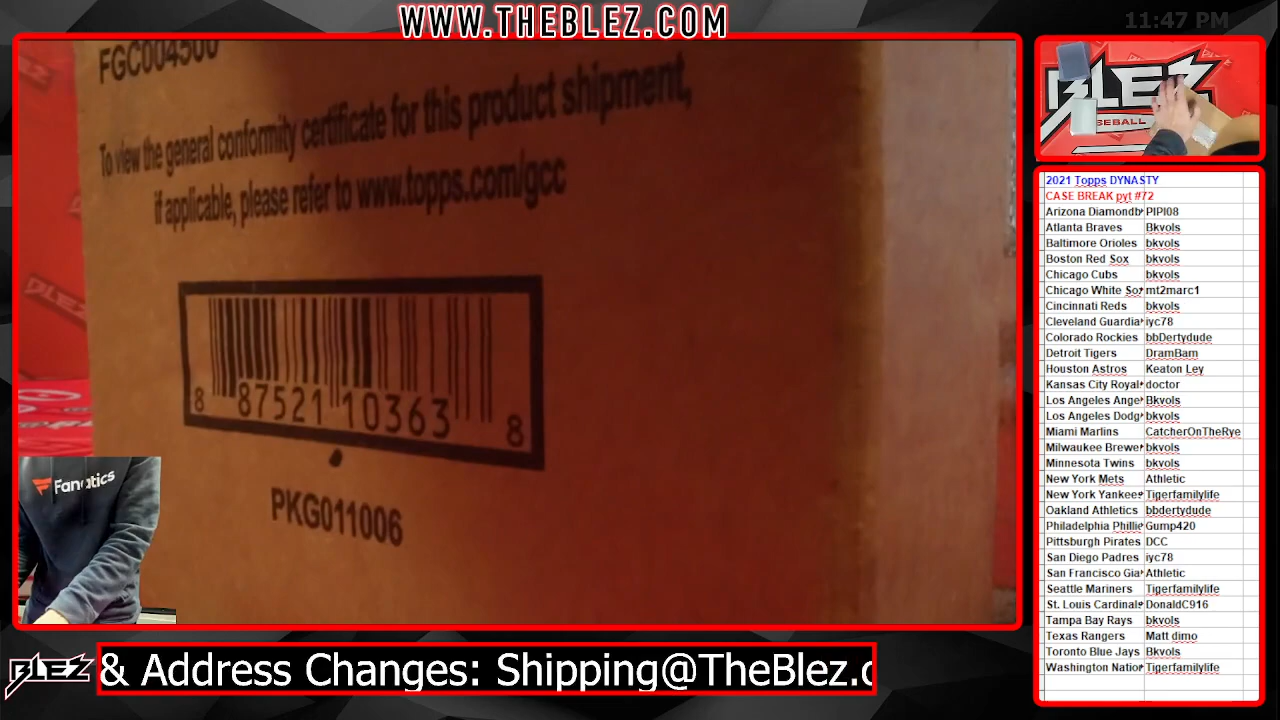 WWW.THEBLEZ.COM
11:47 PM
FGC004500
To view the general conformity certificate for this product shipment,
if applicable, please refer to www.topps.com/gcc
8 87521 10363 8
PKG011006
Fanatics
BLEZ
BASEBALL
2021 Topps DYNASTY
CASE BREAK pyt #72
Arizona Diamondb PIPI08
Atlanta Braves Bkvols
Baltimore Orioles bkvols
Boston Red Sox bkvols
Chicago Cubs bkvols
Chicago White Sox mt2marc1
Cincinnati Reds bkvols
Cleveland Guardia iyc78
Colorado Rockies bbDertydude
Detroit Tigers DramBam
Houston Astros Keaton Ley
Kansas City Royal doctor
Los Angeles Ange Bkvols
Los Angeles Dodg bkvols
Miami Marlins CatcherOnTheRye
Milwaukee Brewer bkvols
Minnesota Twins bkvols
New York Mets Athletic
New York Yankees Tigerfamilylife
Oakland Athletics bbdertydude
Philadelphia Phillie Gump420
Pittsburgh Pirates DCC
San Diego Padres iyc78
San Francisco Gia Athletic
Seattle Mariners Tigerfamilylife
St. Louis Cardinals DonaldC916
Tampa Bay Rays bkvols
Texas Rangers Matt dimo
Toronto Blue Jays Bkvols
Washington Nation Tigerfamilylife
BLEZ
& Address Changes: Shipping@TheBlez.c